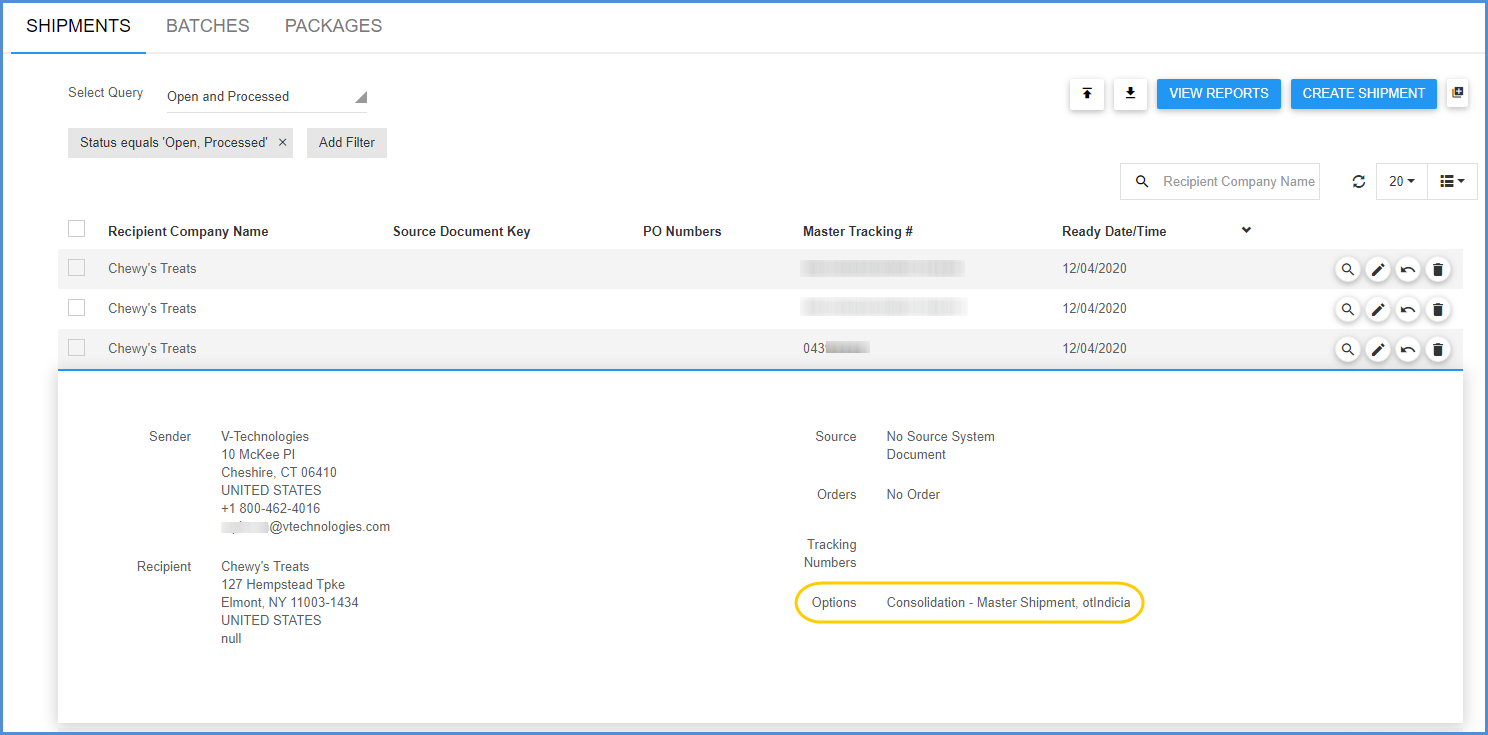 SHIPMENTS BATCHES PACKAGES
Select Query Open and Processed VIEW REPORTS CREATE SHIPMENT
Status equals 'Open, Processed' × Add Filter
Recipient Company Name 20
Recipient Company Name Source Document Key PO Numbers Master Tracking # Ready Date/Time
Chewy's Treats 12/04/2020
Chewy's Treats 12/04/2020
Chewy's Treats 043 12/04/2020
Sender V-Technologies
10 McKee Pl
Cheshire, CT 06410
UNITED STATES
+1 800-462-4016
@vtechnologies.com
Recipient Chewy's Treats
127 Hempstead Tpke
Elmont, NY 11003-1434
UNITED STATES
null
Source No Source System
Document
Orders No Order
Tracking
Numbers
Options Consolidation - Master Shipment, otIndicia